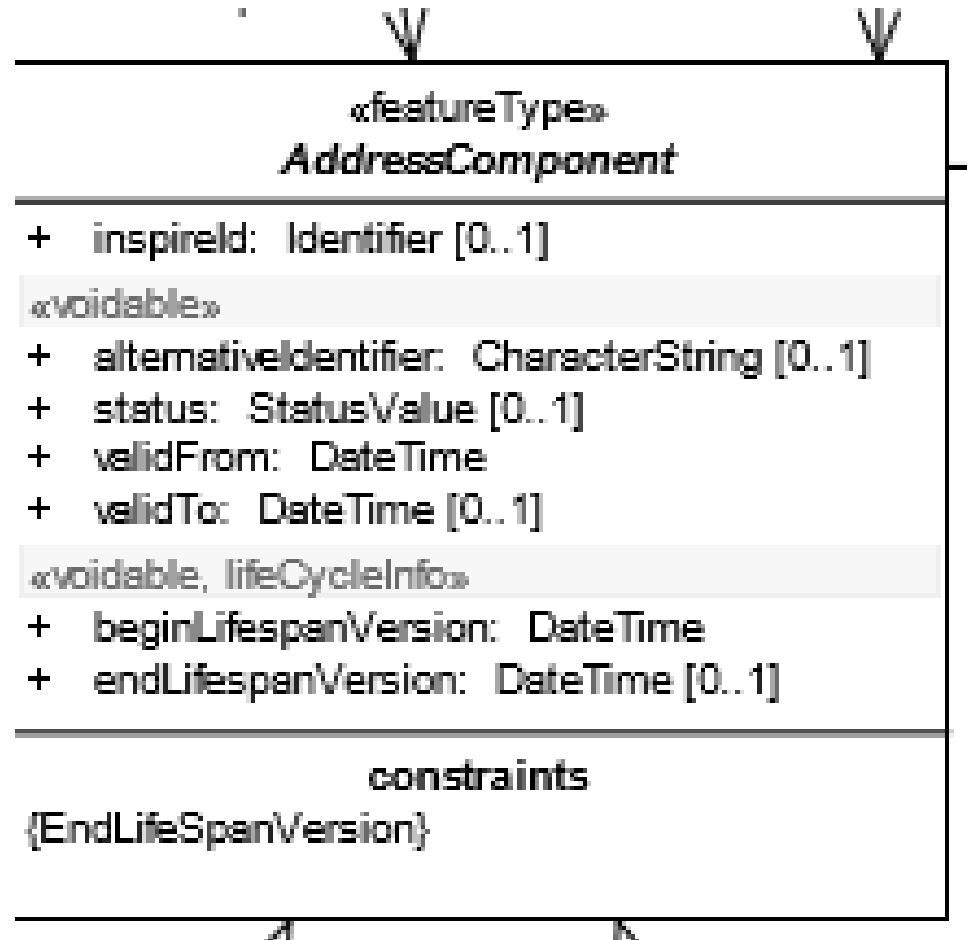 «featureType»
AddressComponent
+ inspireId: Identifier [0..1]
«voidable»
+ alternativeIdentifier: CharacterString [0..1]
+ status: StatusValue [0..1]
+ validFrom: DateTime
+ validTo: DateTime [0..1]
«voidable, lifeCycleInfo»
+ beginLifespanVersion: DateTime
+ endLifespanVersion: DateTime [0..1]
constraints
{EndLifeSpanVersion}